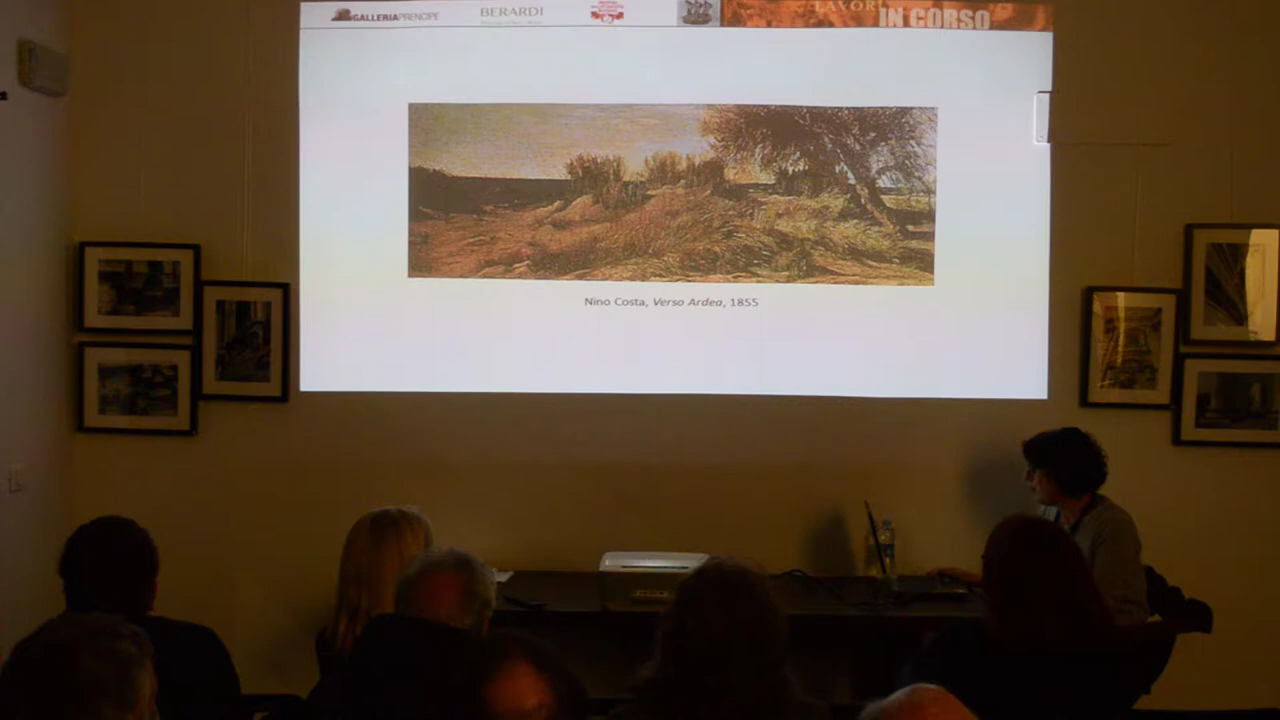 GALLERIAPRENCIPE
BERARDI
LAVORI
IN CORSO
Nino Costa, Verso Ardea, 1855